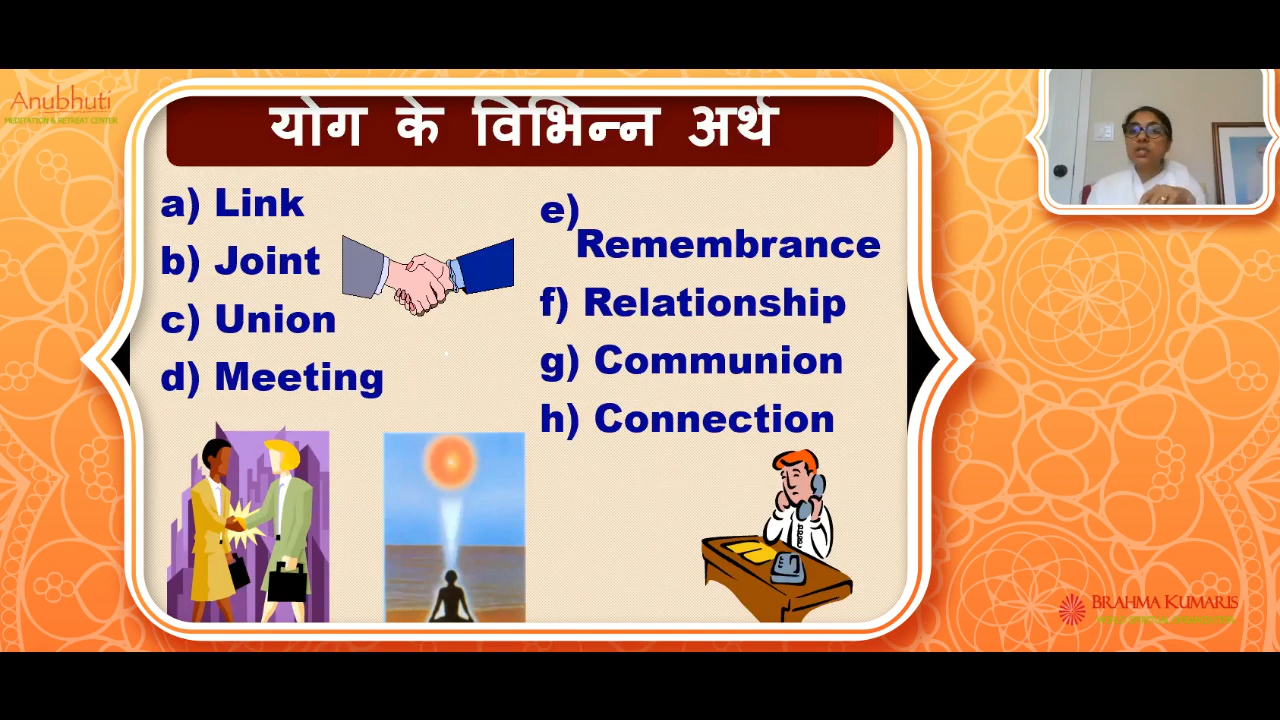 Anubhuti
MEDITATION & RETREAT CENTER
योग के विभिन्न अर्थ
a) Link
b) Joint
c) Union
d) Meeting
e)
Remembrance
f) Relationship
g) Communion
h) Connection
BRAHMA KUMARIS